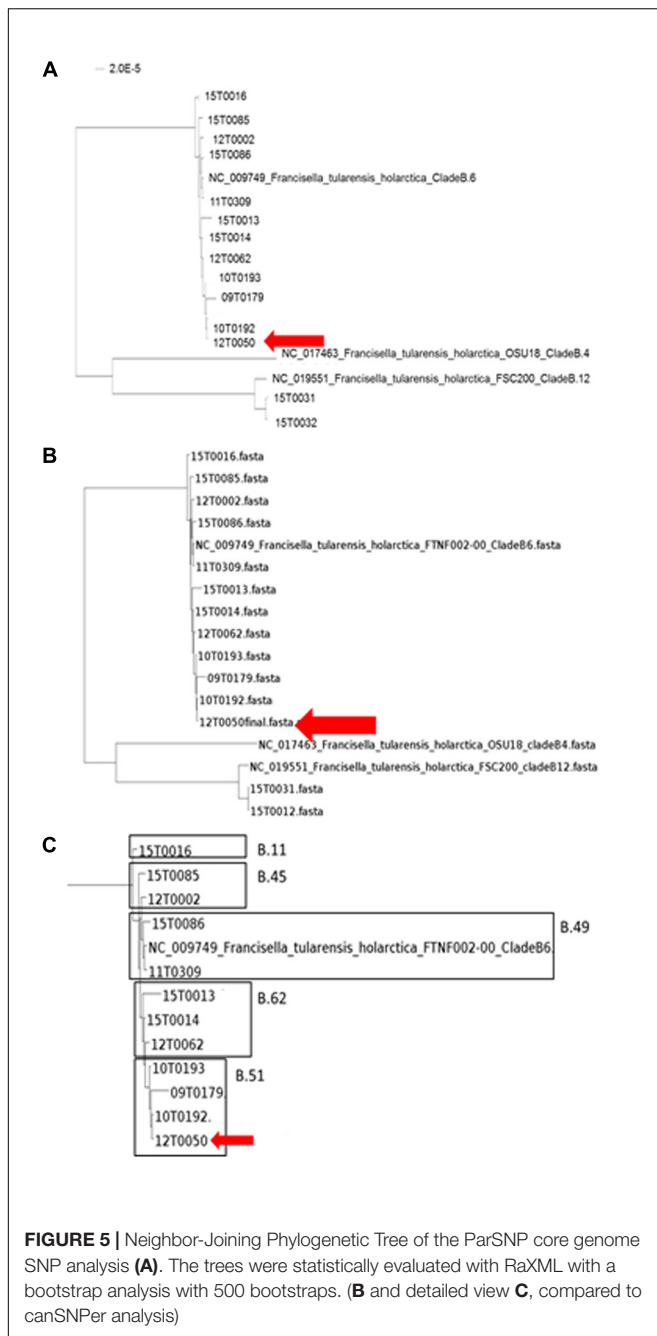 A
2.0E-5
15T0016
15T0085
12T0002
15T0086
NC_009749_Francisella_tularensis_holarctica_CladeB.6
11T0309
15T0013
15T0014
12T0062
10T0193
09T0179
10T0192
12T0050
NC_017463_Francisella_tularensis_holarctica_OSU18_CladeB.4
NC_019551_Francisella_tularensis_holarctica_FSC200_CladeB.12
15T0031
15T0032
B
15T0016.fasta
15T0085.fasta
12T0002.fasta
15T0086.fasta
NC_009749_Francisella_tularensis_holarctica_FTNF002-00_CladeB6.fasta
11T0309.fasta
15T0013.fasta
15T0014.fasta
12T0062.fasta
10T0193.fasta
09T0179.fasta
10T0192.fasta
12T0050final.fasta
NC_017463_Francisella_tularensis_holarctica_OSU18_cladeB4.fasta
NC_019551_Francisella_tularensis_holarctica_FSC200_cladeB12.fasta
15T0031.fasta
15T0012.fasta
C
15T0016 B.11
15T0085 B.45
12T0002
15T0086 B.49
NC_009749_Francisella_tularensis_holarctica_FTNF002-00_CladeB6.
11T0309
15T0013 B.62
15T0014
12T0062
10T0193 B.51
09T0179.
10T0192.
12T0050
FIGURE 5 | Neighbor-Joining Phylogenetic Tree of the ParSNP core genome
SNP analysis (A). The trees were statistically evaluated with RaXML with a
bootstrap analysis with 500 bootstraps. (B and detailed view C, compared to
canSNPer analysis)